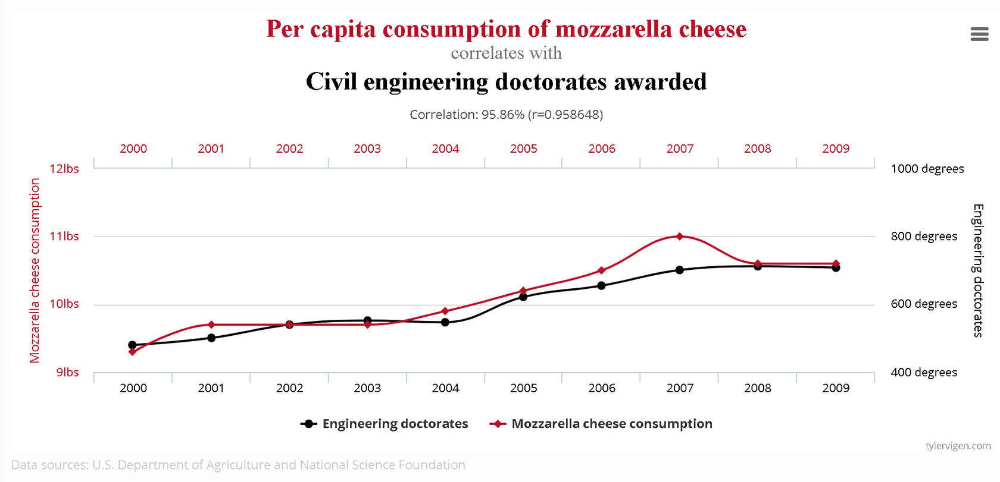 Per capita consumption of mozzarella cheese
correlates with
Civil engineering doctorates awarded
Correlation: 95.86% (r=0.958648)
2000 2001 2002 2003 2004 2005 2006 2007 2008 2009
12lbs 1000 degrees
11lbs 800 degrees
10lbs 600 degrees
9lbs 400 degrees
Mozzarella cheese consumption
Engineering doctorates
2000 2001 2002 2003 2004 2005 2006 2007 2008 2009
Engineering doctorates Mozzarella cheese consumption
tylervigen.com
Data sources: U.S. Department of Agriculture and National Science Foundation